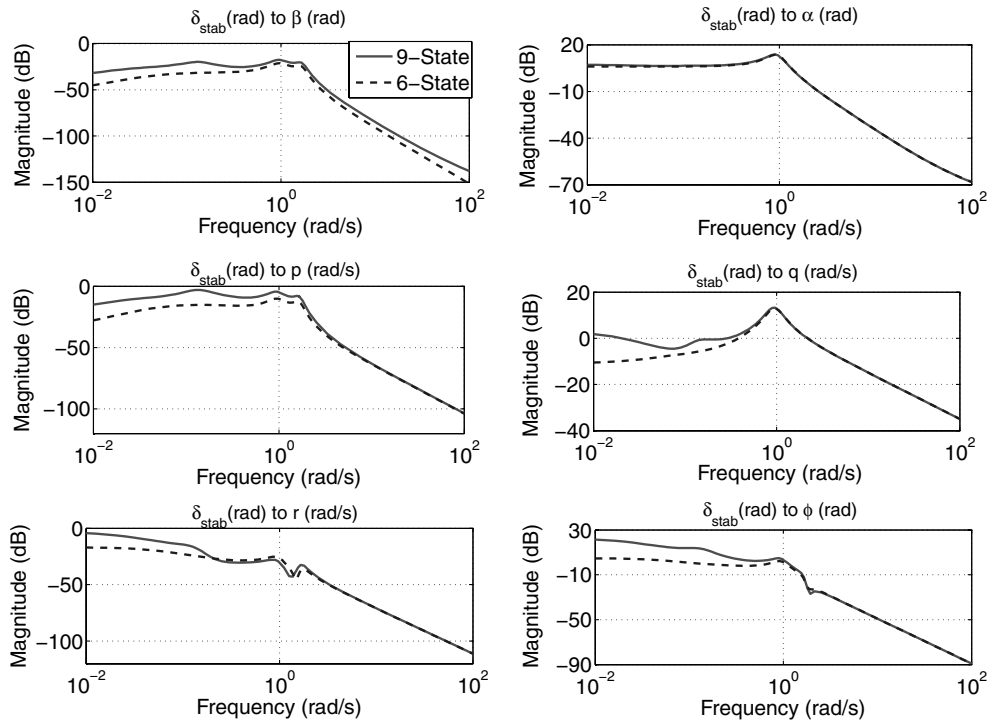 δstab(rad) to β (rad)
0
−50
−100
−150
Magnitude (dB)
9−State
6−State
10−2
100
102
Frequency (rad/s)
δstab(rad) to α (rad)
20
−10
−40
−70
Magnitude (dB)
10−2
100
102
Frequency (rad/s)
δstab(rad) to p (rad/s)
0
−50
−100
Magnitude (dB)
10−2
100
102
Frequency (rad/s)
δstab(rad) to q (rad/s)
20
0
−20
−40
Magnitude (dB)
10−2
100
102
Frequency (rad/s)
δstab(rad) to r (rad/s)
0
−50
−100
Magnitude (dB)
10−2
100
102
Frequency (rad/s)
δstab(rad) to ϕ (rad)
30
−10
−50
−90
Magnitude (dB)
10−2
100
102
Frequency (rad/s)